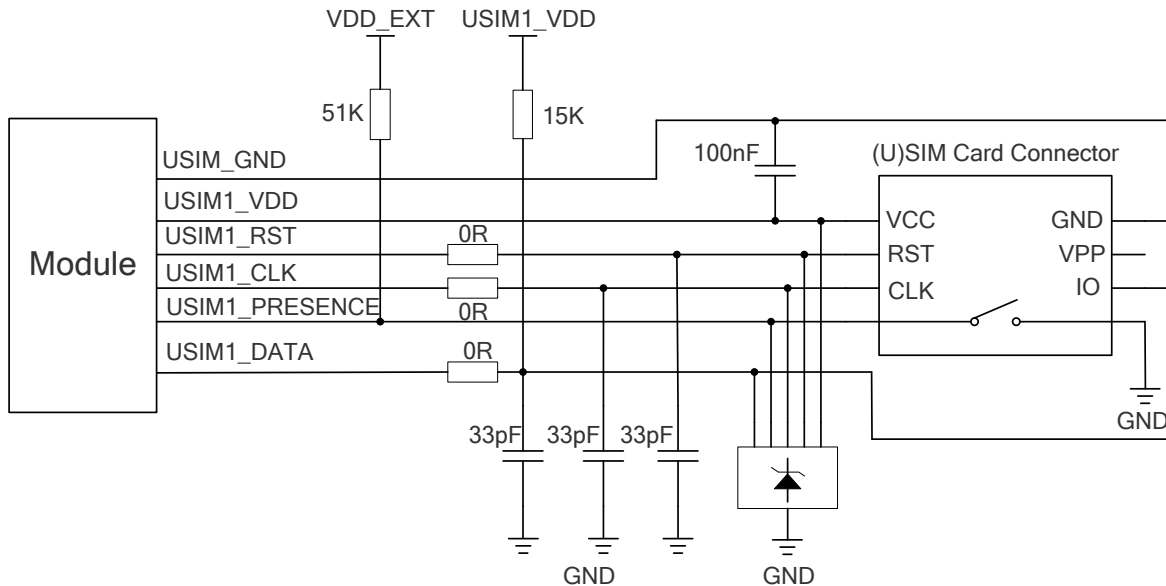 VDD_EXT USIM1_VDD
51K 15K
USIM_GND
100nF (U)SIM Card Connector
USIM1_VDD
VCC GND
USIM1_RST 0R
RST VPP
Module
USIM1_CLK
CLK IO
USIM1_PRESENCE 0R
USIM1_DATA 0R
GND
33pF 33pF 33pF
GND GND